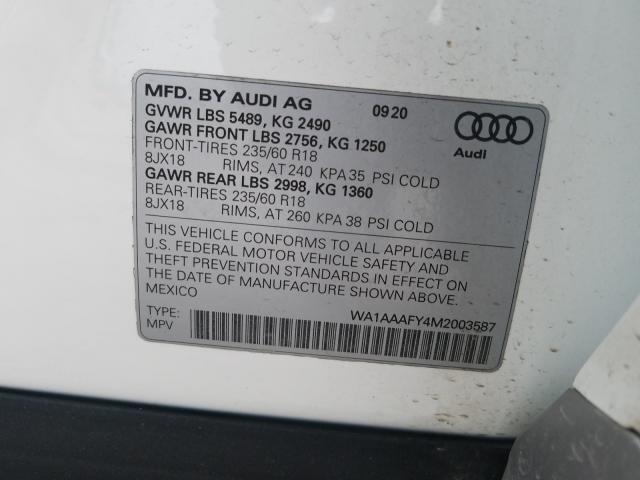 MFD. BY AUDI AG 0920
GVWR LBS 5489, KG 2490
GAWR FRONT LBS 2756, KG 1250
FRONT-TIRES 235/60 R18
8JX18 RIMS, AT 240 KPA 35 PSI COLD
GAWR REAR LBS 2998, KG 1360
REAR-TIRES 235/60 R18
8JX18 RIMS, AT 260 KPA 38 PSI COLD
Audi
THIS VEHICLE CONFORMS TO ALL APPLICABLE
U.S. FEDERAL MOTOR VEHICLE SAFETY AND
THEFT PREVENTION STANDARDS IN EFFECT ON
THE DATE OF MANUFACTURE SHOWN ABOVE.
MEXICO
TYPE: WA1AAAFY4M2003587
MPV